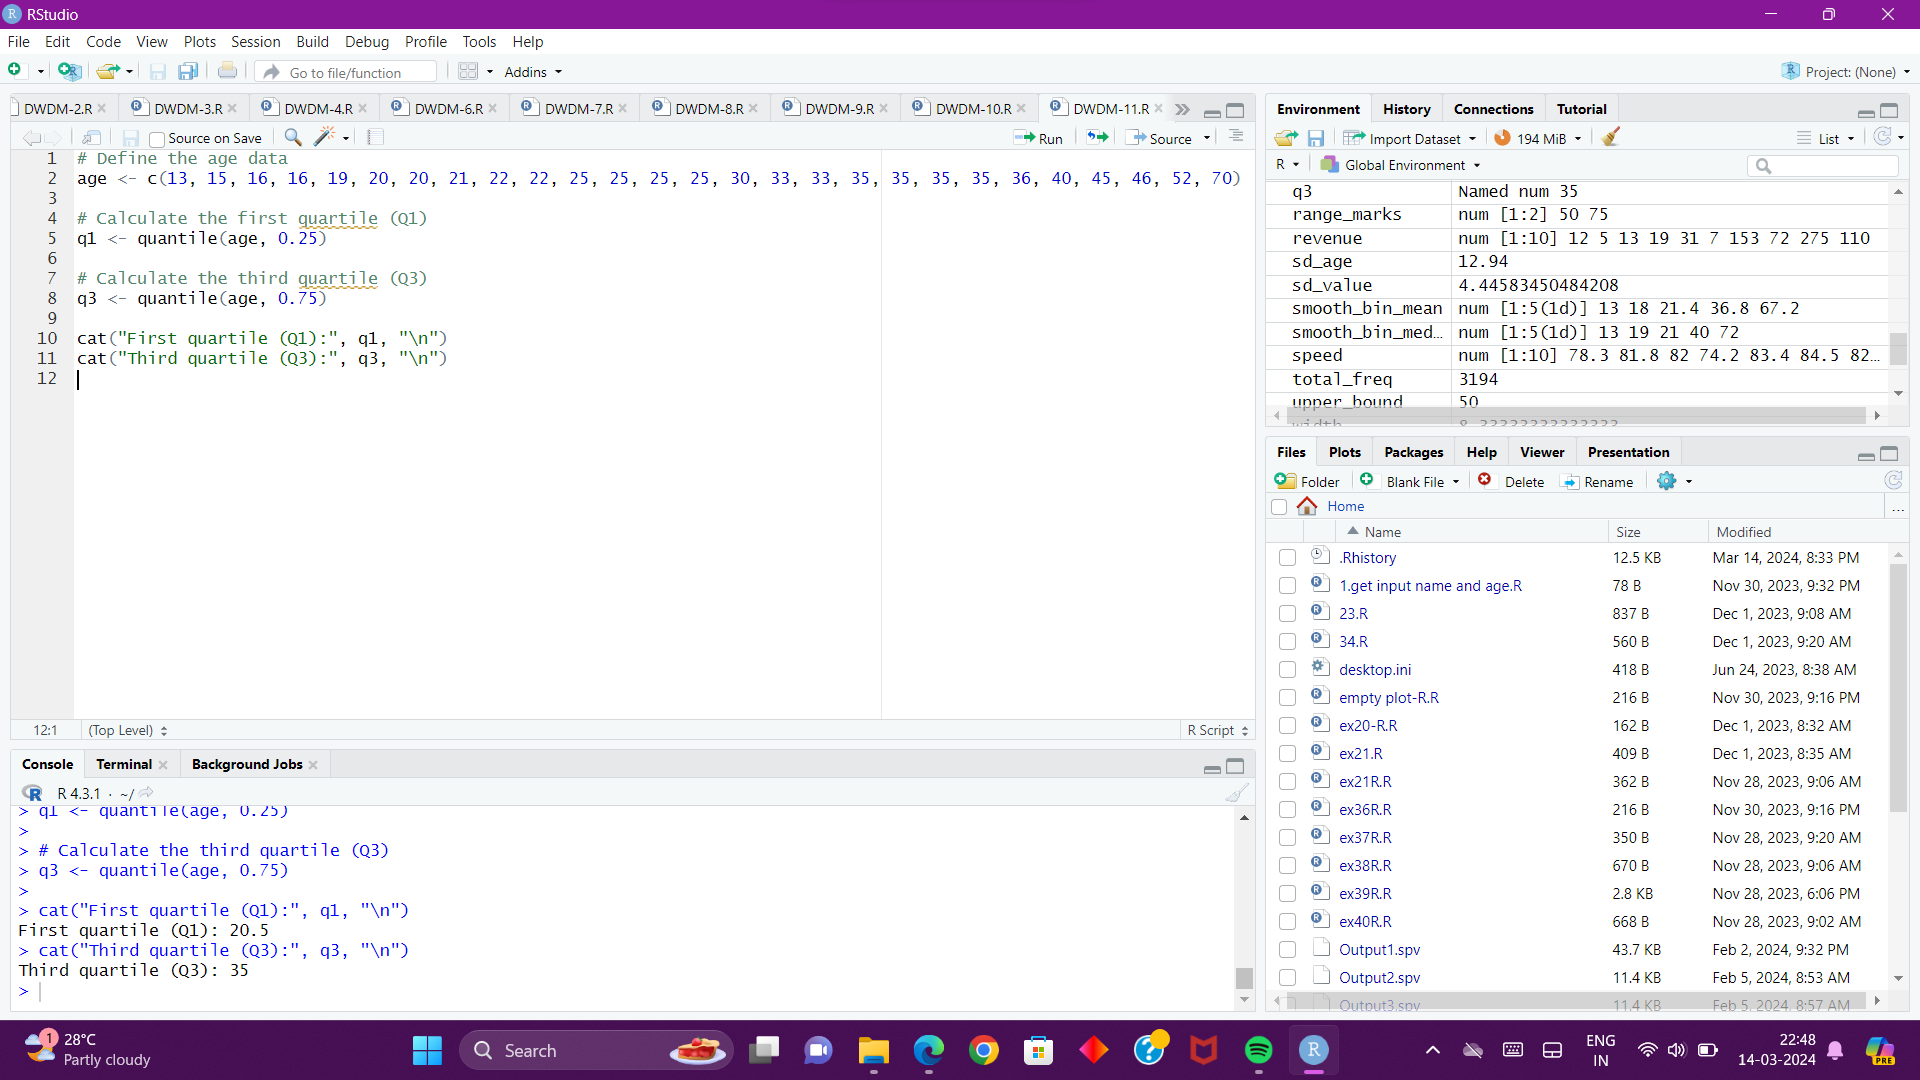 RStudio
File Edit Code View Plots Session Build Debug Profile Tools Help
Go to file/function Addins Project: (None)
DWDM-2.R DWDM-3.R DWDM-4.R DWDM-6.R DWDM-7.R DWDM-8.R DWDM-9.R DWDM-10.R DWDM-11.R
Source on Save Run Source
1 # Define the age data
2 age <- c(13, 15, 16, 16, 19, 20, 20, 21, 22, 22, 25, 25, 25, 25, 30, 33, 33, 35, 35, 35, 35, 36, 40, 45, 46, 52, 70)
3
4 # Calculate the first quartile (Q1)
5 q1 <- quantile(age, 0.25)
6
7 # Calculate the third quartile (Q3)
8 q3 <- quantile(age, 0.75)
9
10 cat("First quartile (Q1):", q1, "\n")
11 cat("Third quartile (Q3):", q3, "\n")
12
12:1 (Top Level) R Script
Console Terminal Background Jobs
R 4.3.1 · ~/
> q1 <- quantile(age, 0.25)
>
> # Calculate the third quartile (Q3)
> q3 <- quantile(age, 0.75)
>
> cat("First quartile (Q1):", q1, "\n")
First quartile (Q1): 20.5
> cat("Third quartile (Q3):", q3, "\n")
Third quartile (Q3): 35
>
Environment History Connections Tutorial
Import Dataset 194 MiB List
R Global Environment
q3 Named num 35
range_marks num [1:2] 50 75
revenue num [1:10] 12 5 13 19 31 7 153 72 275 110
sd_age 12.94
sd_value 4.44583450484208
smooth_bin_mean num [1:5(1d)] 13 18 21.4 36.8 67.2
smooth_bin_med… num [1:5(1d)] 13 19 21 40 72
speed num [1:10] 78.3 81.8 82 74.2 83.4 84.5 82…
total_freq 3194
upper_bound 50
width 8.33333333333333
Files Plots Packages Help Viewer Presentation
Folder Blank File Delete Rename
Home ...
Name Size Modified
.Rhistory 12.5 KB Mar 14, 2024, 8:33 PM
1.get input name and age.R 78 B Nov 30, 2023, 9:32 PM
23.R 837 B Dec 1, 2023, 9:08 AM
34.R 560 B Dec 1, 2023, 9:20 AM
desktop.ini 418 B Jun 24, 2023, 8:38 AM
empty plot-R.R 216 B Nov 30, 2023, 9:16 PM
ex20-R.R 162 B Dec 1, 2023, 8:32 AM
ex21.R 409 B Dec 1, 2023, 8:35 AM
ex21R.R 362 B Nov 28, 2023, 9:06 AM
ex36R.R 216 B Nov 30, 2023, 9:16 PM
ex37R.R 350 B Nov 28, 2023, 9:20 AM
ex38R.R 670 B Nov 28, 2023, 9:06 AM
ex39R.R 2.8 KB Nov 28, 2023, 6:06 PM
ex40R.R 668 B Nov 28, 2023, 9:02 AM
Output1.spv 43.7 KB Feb 2, 2024, 9:32 PM
Output2.spv 11.4 KB Feb 5, 2024, 8:53 AM
Output3.spv 11.4 KB Feb 5, 2024, 8:57 AM
1 28°C
Partly cloudy
Search
ENG
IN
22:48
14-03-2024
PRE